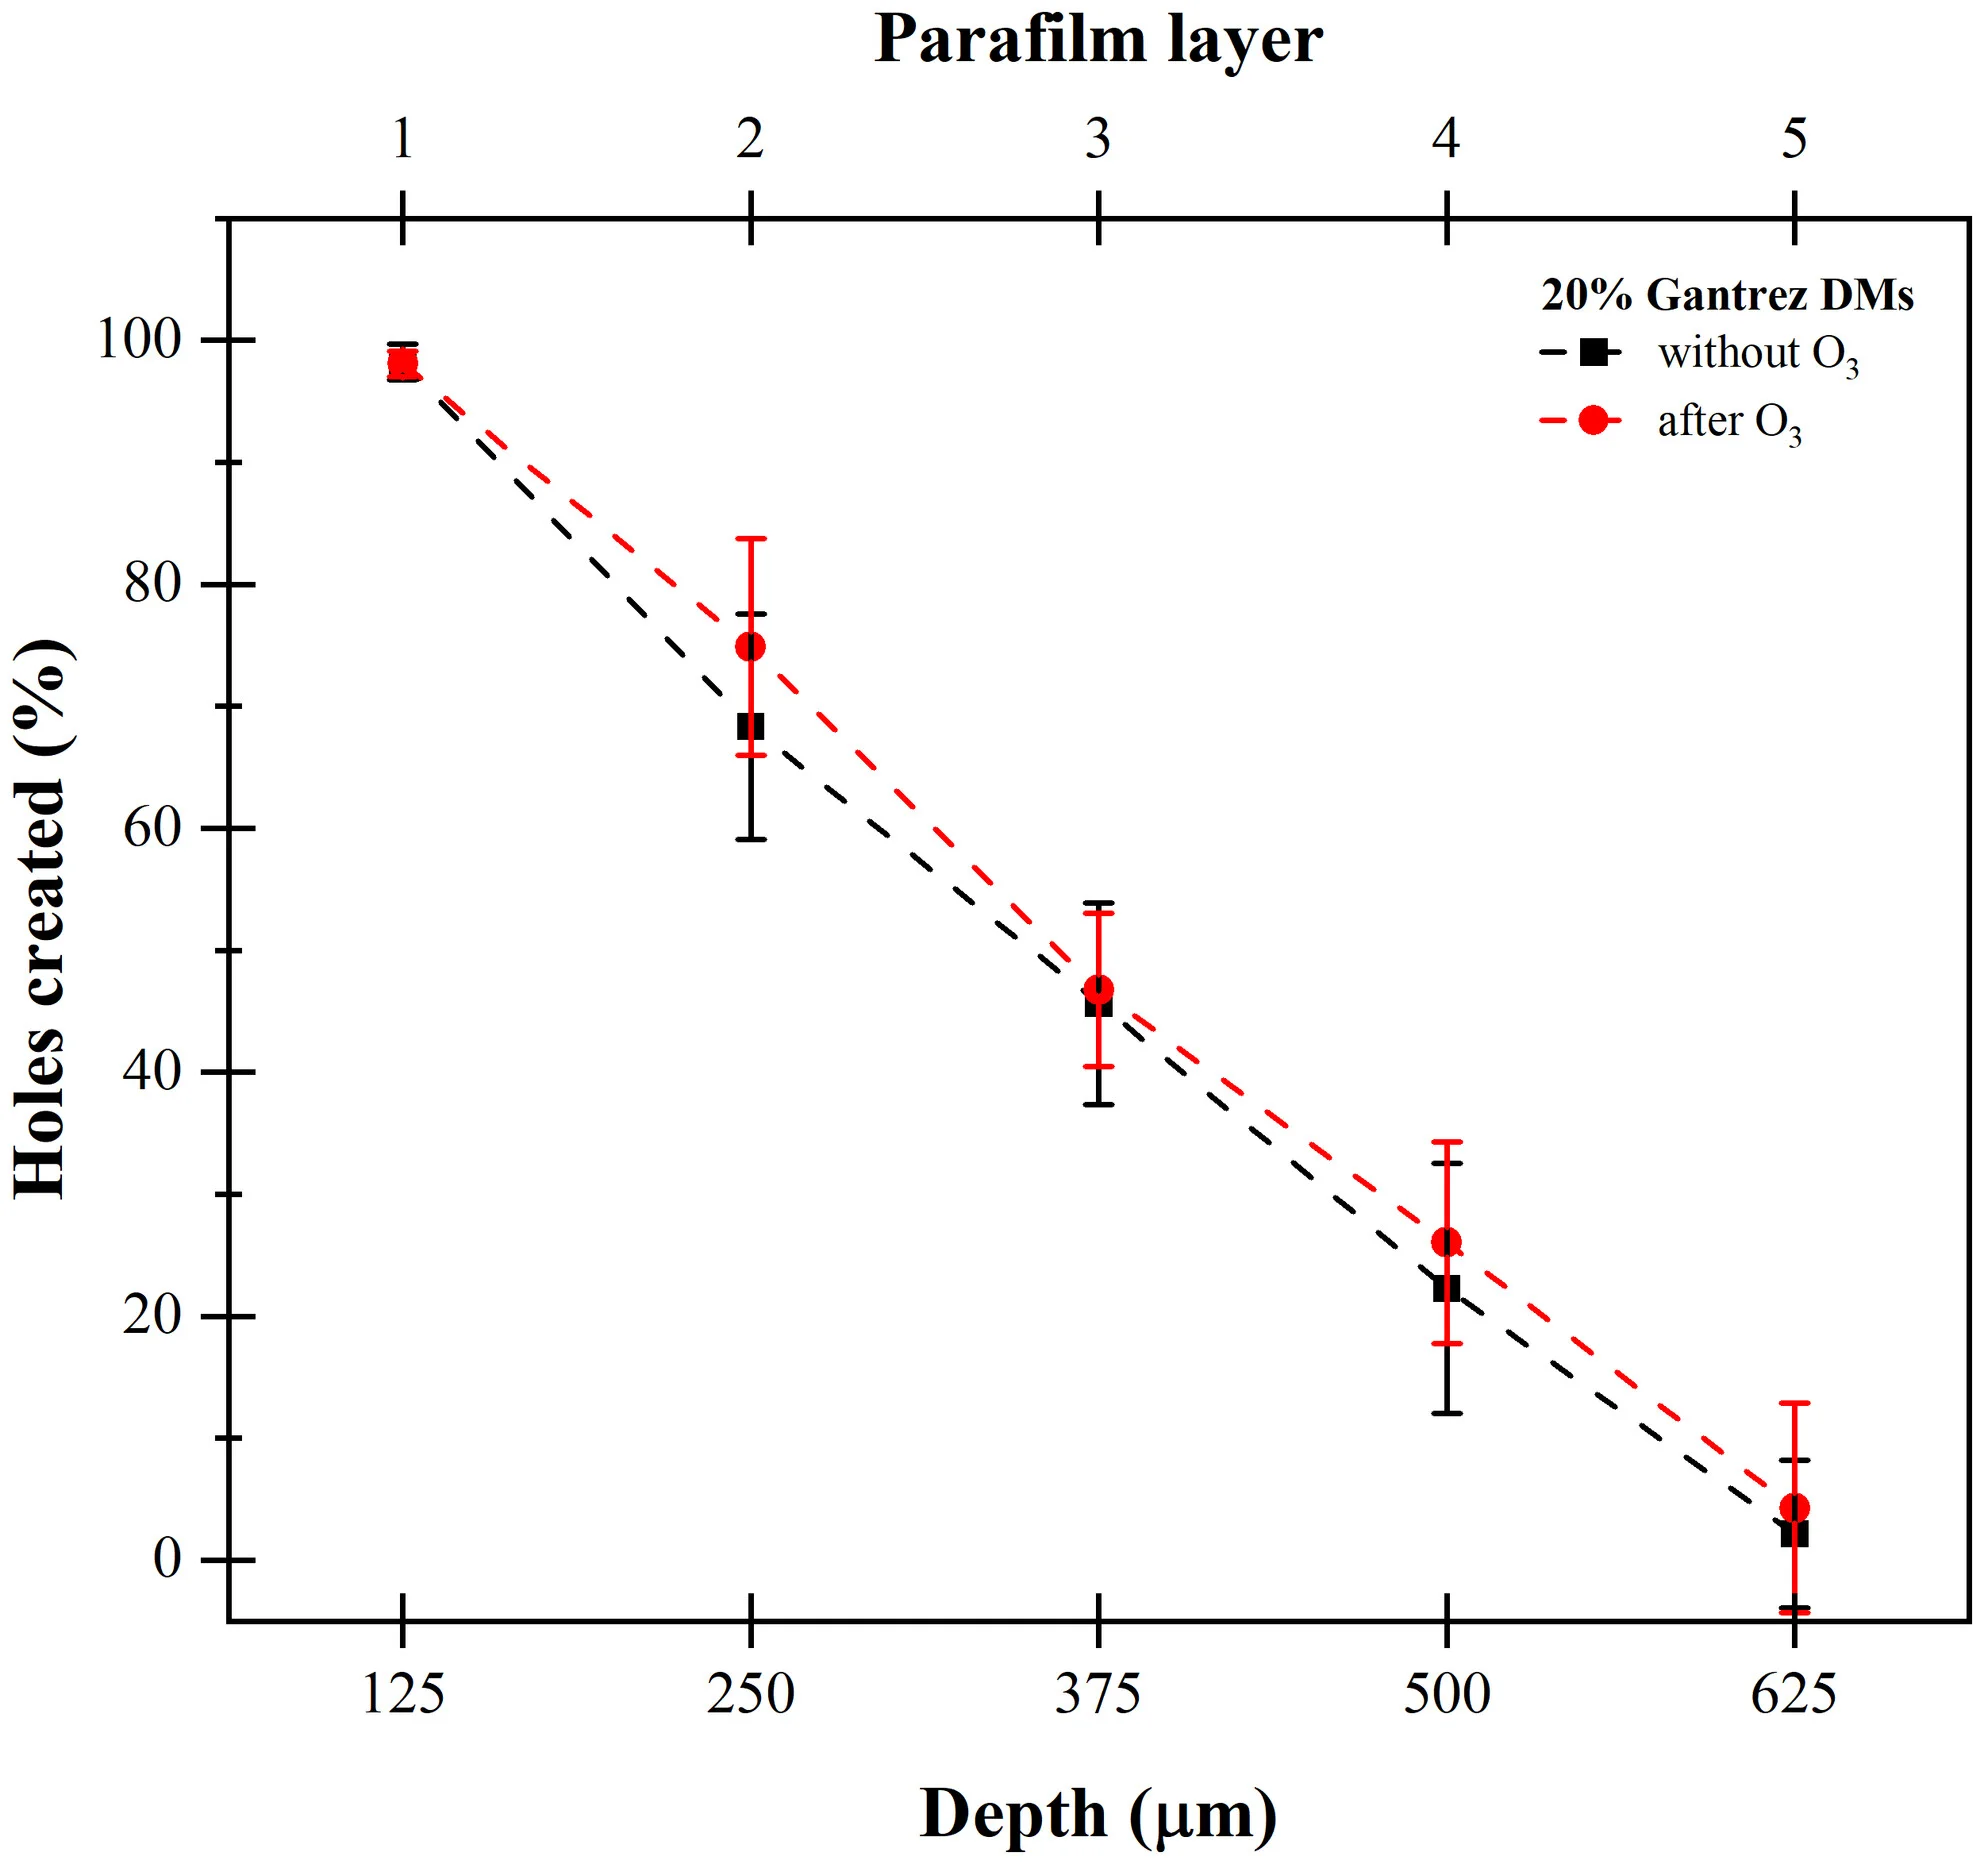 Parafilm layer
1 2 3 4 5
20% Gantrez DMs
without O₃
after O₃
100
80
60
40
20
0
Holes created (%)
125 250 375 500 625
Depth (μm)